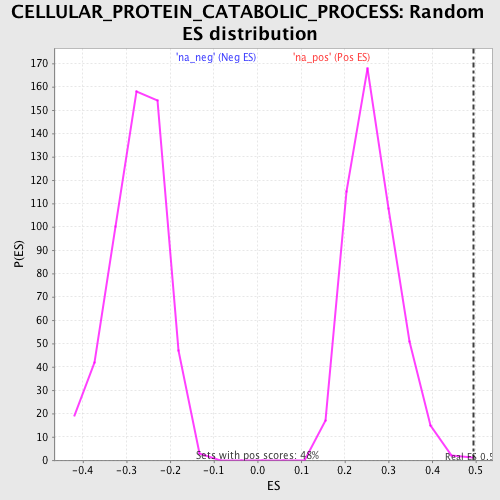 CELLULAR_PROTEIN_CATABOLIC_PROCESS: Random
ES distribution
'na_neg' (Neg ES)
'na_pos' (Pos ES)
170
160
150
140
130
120
110
100
90
80
70
60
50
40
30
20
10
0
P(ES)
Sets with pos scores: 48%
Real ES 0.5
-0.4 -0.3 -0.2 -0.1 0.0 0.1 0.2 0.3 0.4 0.5
ES